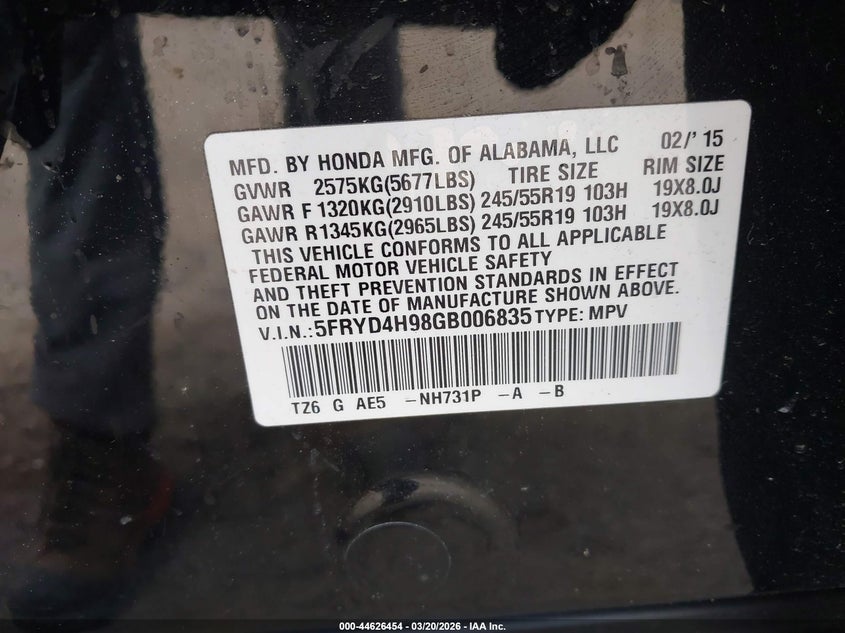 MFD. BY HONDA MFG. OF ALABAMA, LLC 02/' 15
GVWR 2575KG(5677LBS) TIRE SIZE RIM SIZE
GAWR F 1320KG(2910LBS) 245/55R19 103H 19X8.0J
GAWR R1345KG(2965LBS) 245/55R19 103H 19X8.0J
THIS VEHICLE CONFORMS TO ALL APPLICABLE
FEDERAL MOTOR VEHICLE SAFETY
AND THEFT PREVENTION STANDARDS IN EFFECT
ON THE DATE OF MANUFACTURE SHOWN ABOVE.
V.I.N.:5FRYD4H98GB006835 TYPE: MPV
TZ6 G AE5 -NH731P -A -B
000-44626454 - 03/20/2026 - IAA Inc.